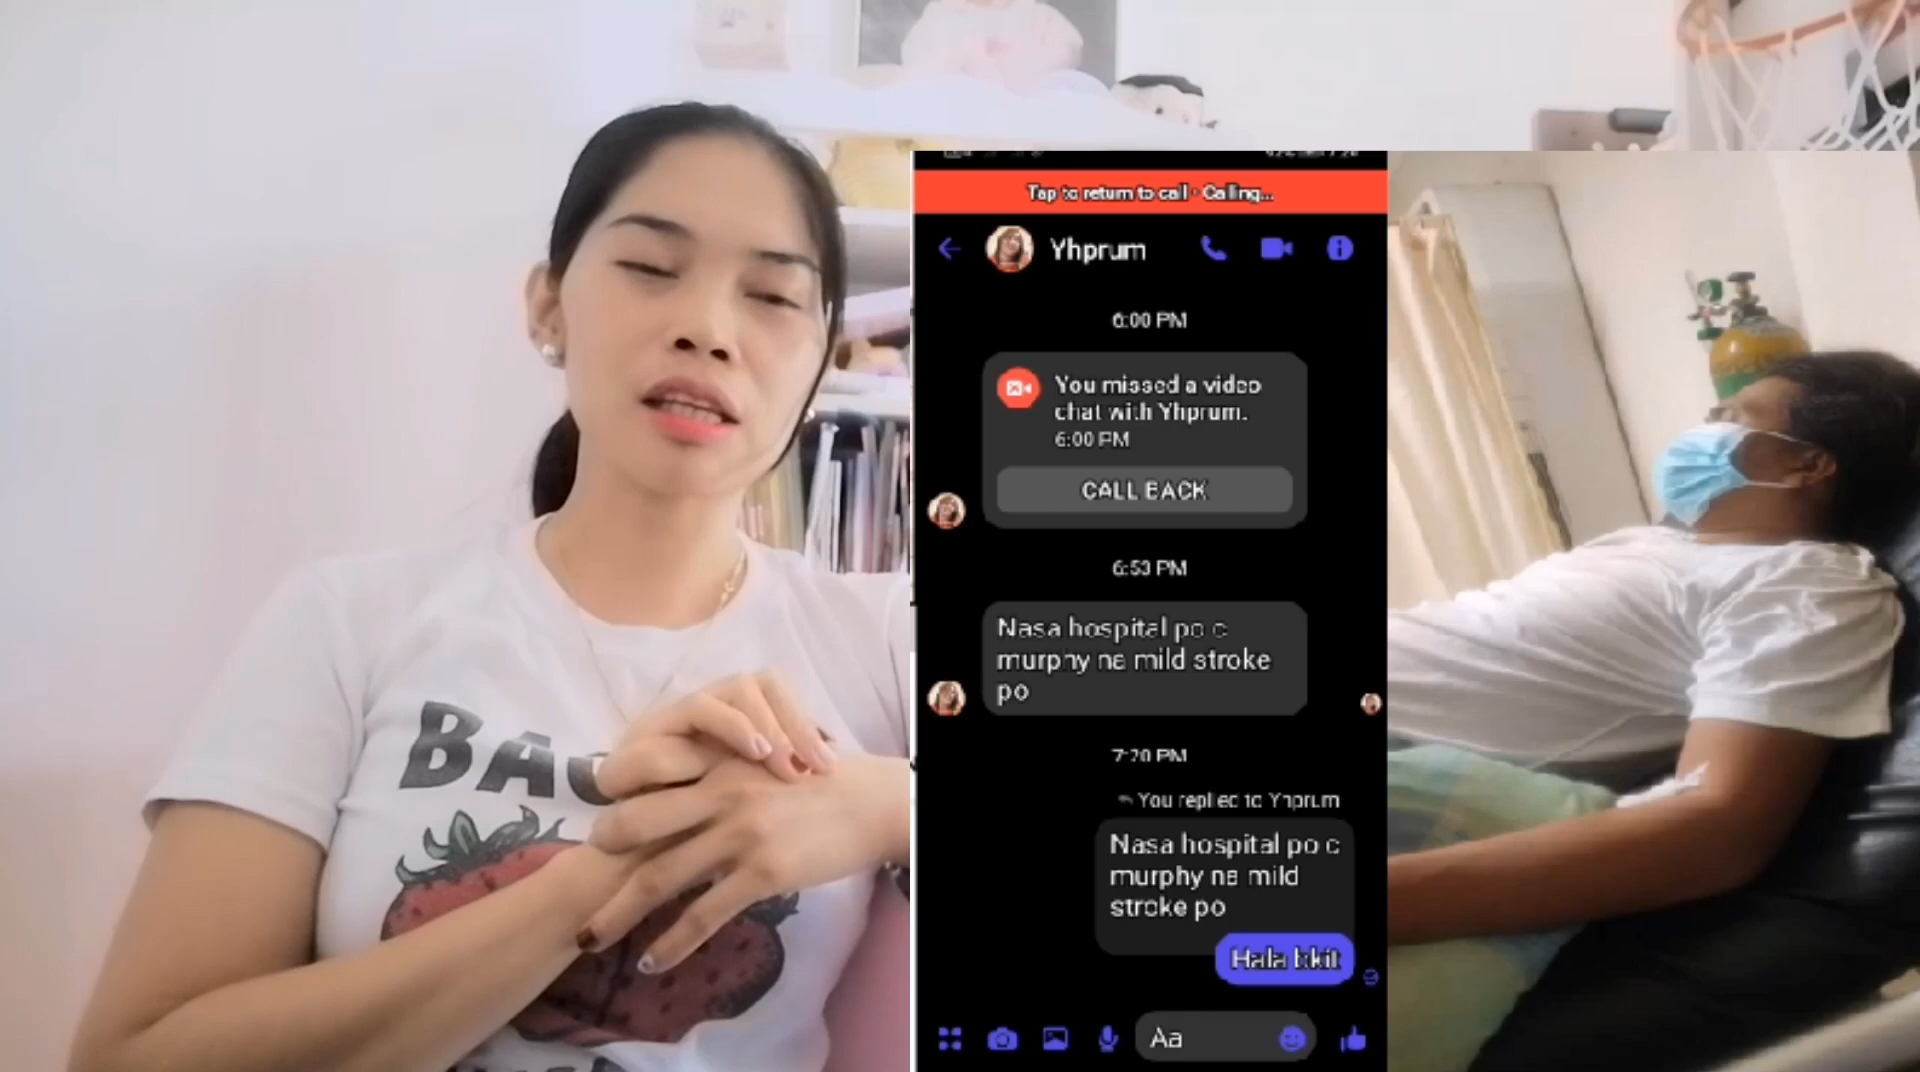 Tap to return to call · Calling...
Yhprum
6:00 PM
You missed a video
chat with Yhprum.
6:00 PM
CALL BACK
6:53 PM
Nasa hospital po c
murphy na mild stroke
po
7:20 PM
You replied to Yhprum
Nasa hospital po c
murphy na mild
stroke po
Hala bkit
Aa